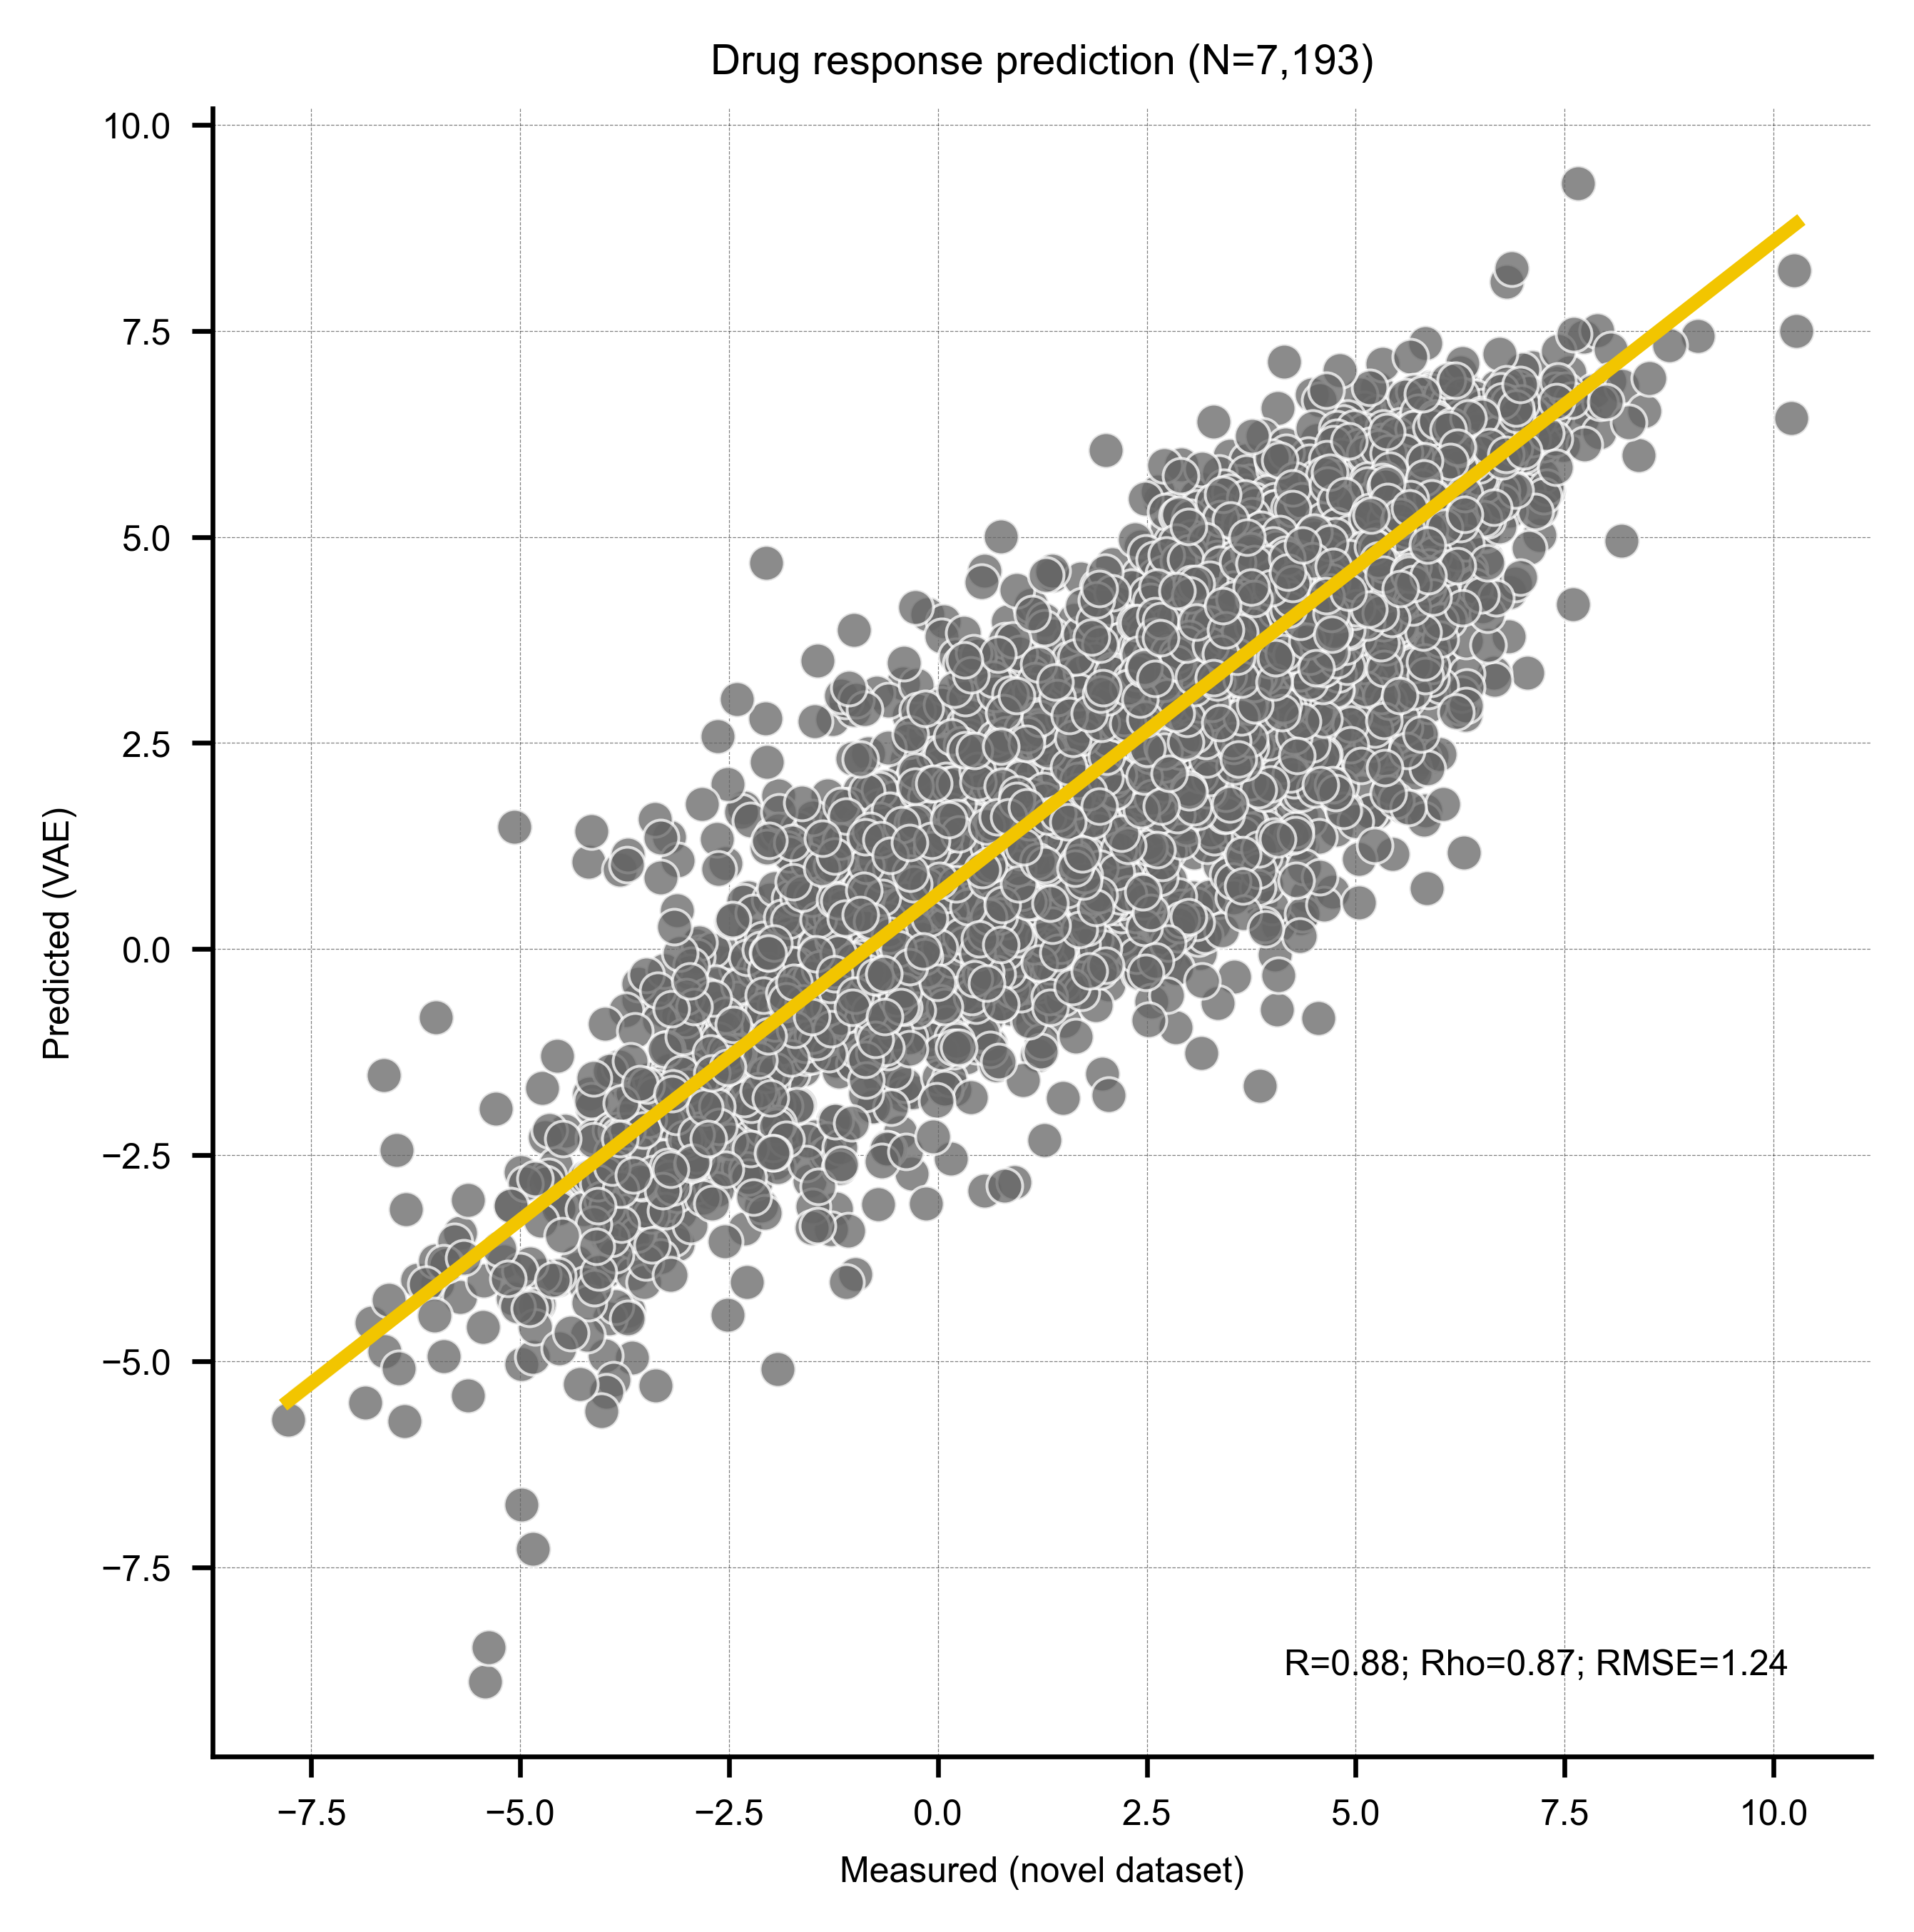 Drug response prediction (N=7,193)
10.0
7.5
5.0
2.5
0.0
−2.5
−5.0
−7.5
Predicted (VAE)
R=0.88; Rho=0.87; RMSE=1.24
−7.5 −5.0 −2.5 0.0 2.5 5.0 7.5 10.0
Measured (novel dataset)